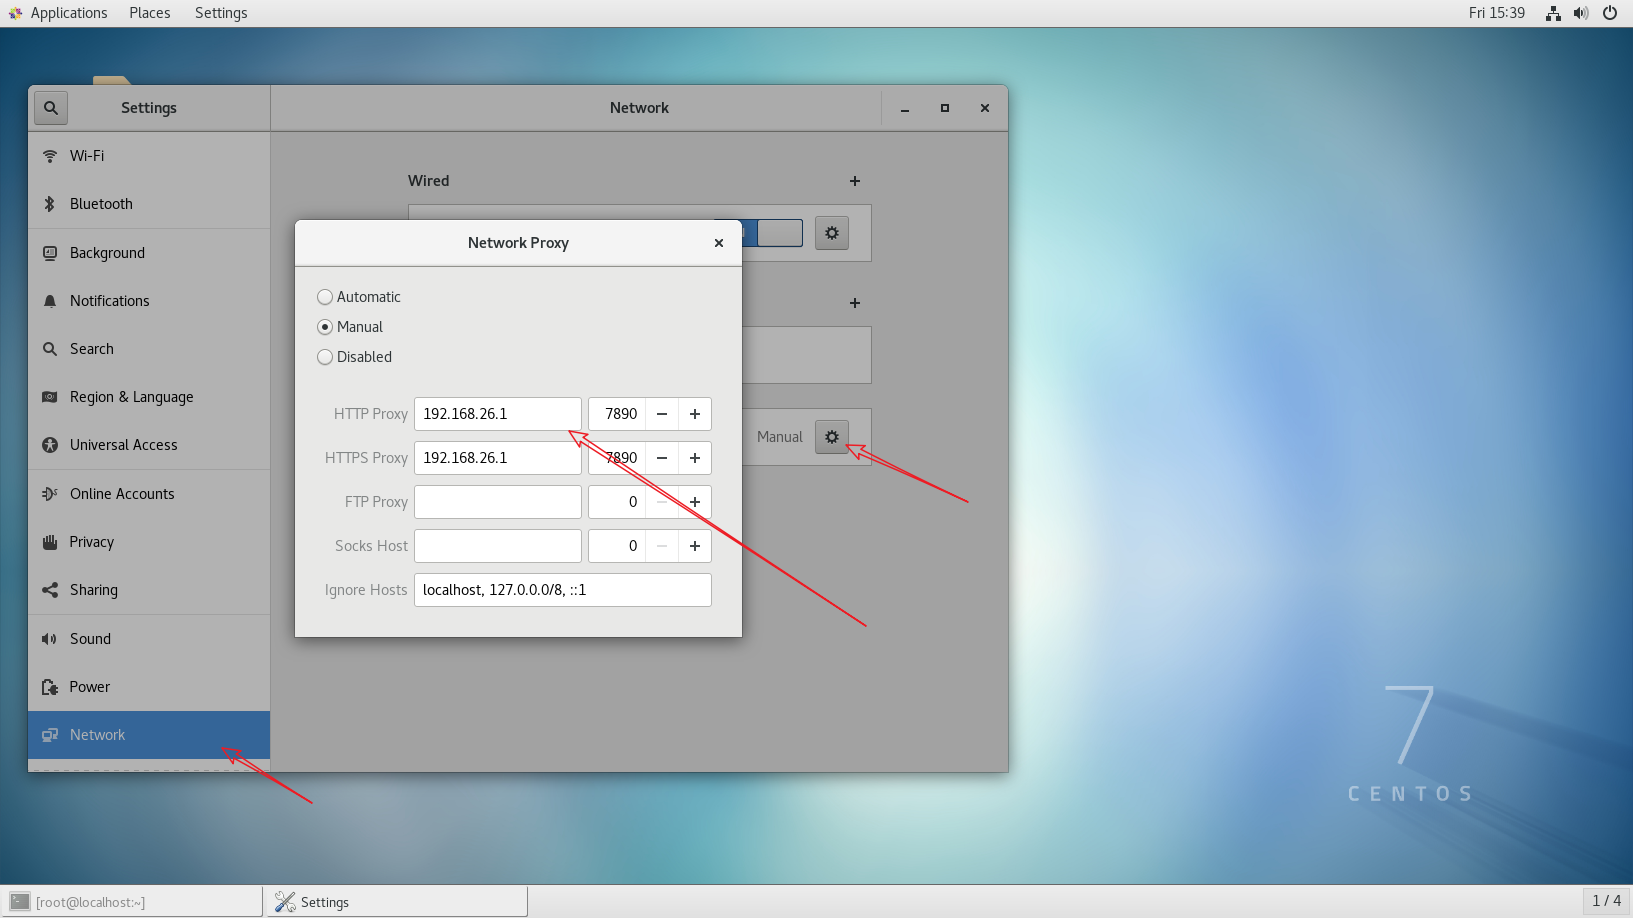 Applications Places Settings Fri 15:39
Settings Network
Wi-Fi
Bluetooth
Background
Notifications
Search
Region & Language
Universal Access
Online Accounts
Privacy
Sharing
Sound
Power
Network
Wired
Network Proxy
Automatic
Manual
Disabled
HTTP Proxy 192.168.26.1 7890
HTTPS Proxy 192.168.26.1 7890
FTP Proxy 0
Socks Host 0
Ignore Hosts localhost, 127.0.0.0/8, ::1
Manual
7
CENTOS
[root@localhost:~] Settings 1 / 4